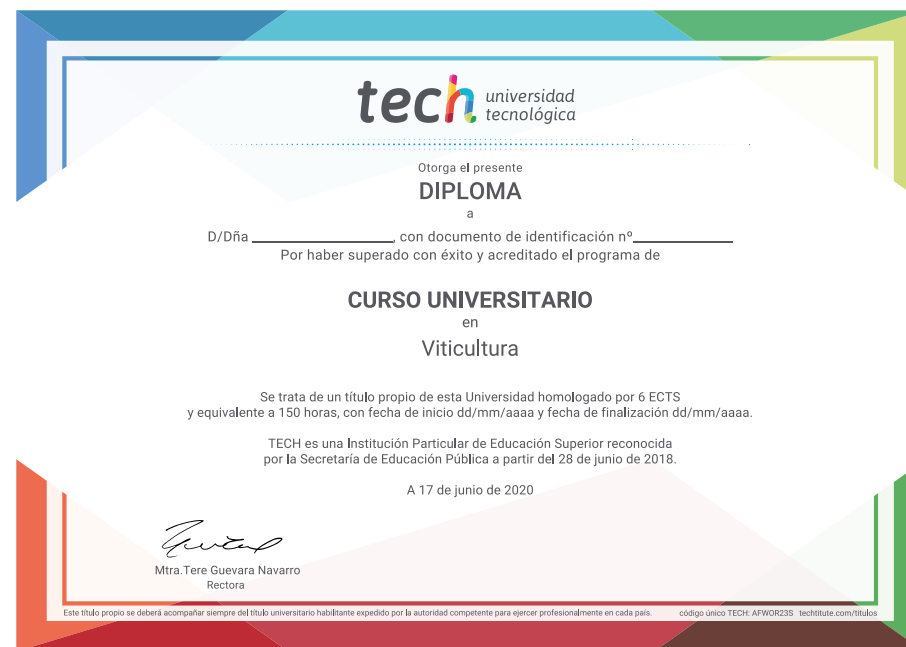 tech universidad
tecnológica
Otorga el presente
DIPLOMA
a
D/Dña ____________________, con documento de identificación nº______________
Por haber superado con éxito y acreditado el programa de
CURSO UNIVERSITARIO
en
Viticultura
Se trata de un título propio de esta Universidad homologado por 6 ECTS
y equivalente a 150 horas, con fecha de inicio dd/mm/aaaa y fecha de finalización dd/mm/aaaa.
TECH es una Institución Particular de Educación Superior reconocida
por la Secretaría de Educación Pública a partir del 28 de junio de 2018.
A 17 de junio de 2020
Mtra.Tere Guevara Navarro
Rectora
Este título propio se deberá acompañar siempre del título universitario habilitante expedido por la autoridad competente para ejercer profesionalmente en cada país. código único TECH: AFWOR23S techtitute.com/titulos